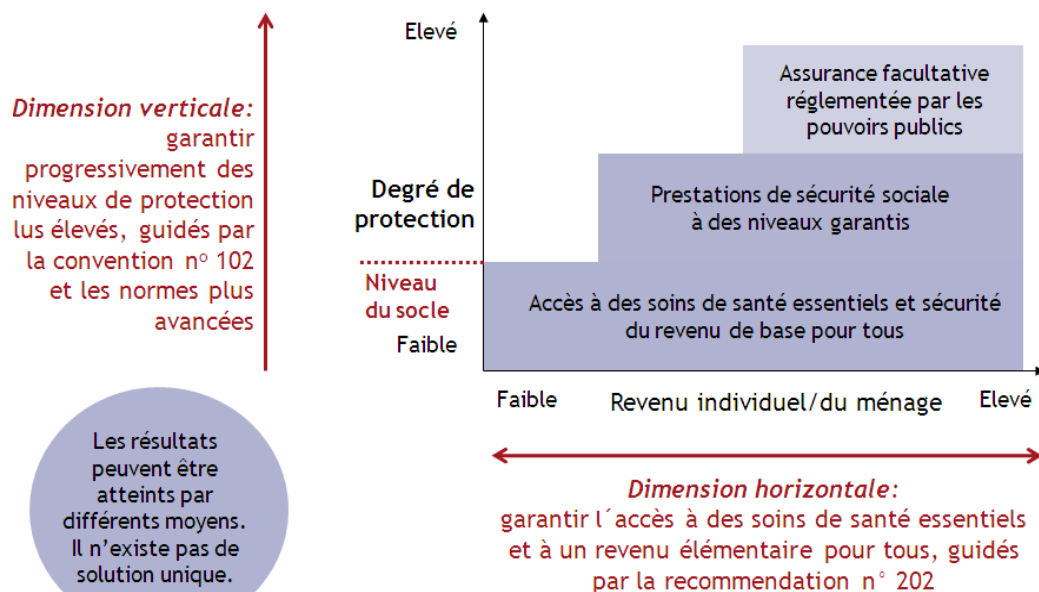 Dimension verticale:
garantir
progressivement des
niveaux de protection
lus élevés, guidés par
la convention nº 102
et les normes plus
avancées
Les résultats
peuvent être
atteints par
différents moyens.
Il n’existe pas de
solution unique.
Elevé
Degré de
protection
Niveau
du socle
Faible
Assurance facultative
réglementée par les
pouvoirs publics
Prestations de sécurité sociale
à des niveaux garantis
Accès à des soins de santé essentiels et sécurité
du revenu de base pour tous
Faible
Revenu individuel/du ménage
Elevé
Dimension horizontale:
garantir l´accès à des soins de santé essentiels
et à un revenu élémentaire pour tous, guidés
par la recommendation n° 202